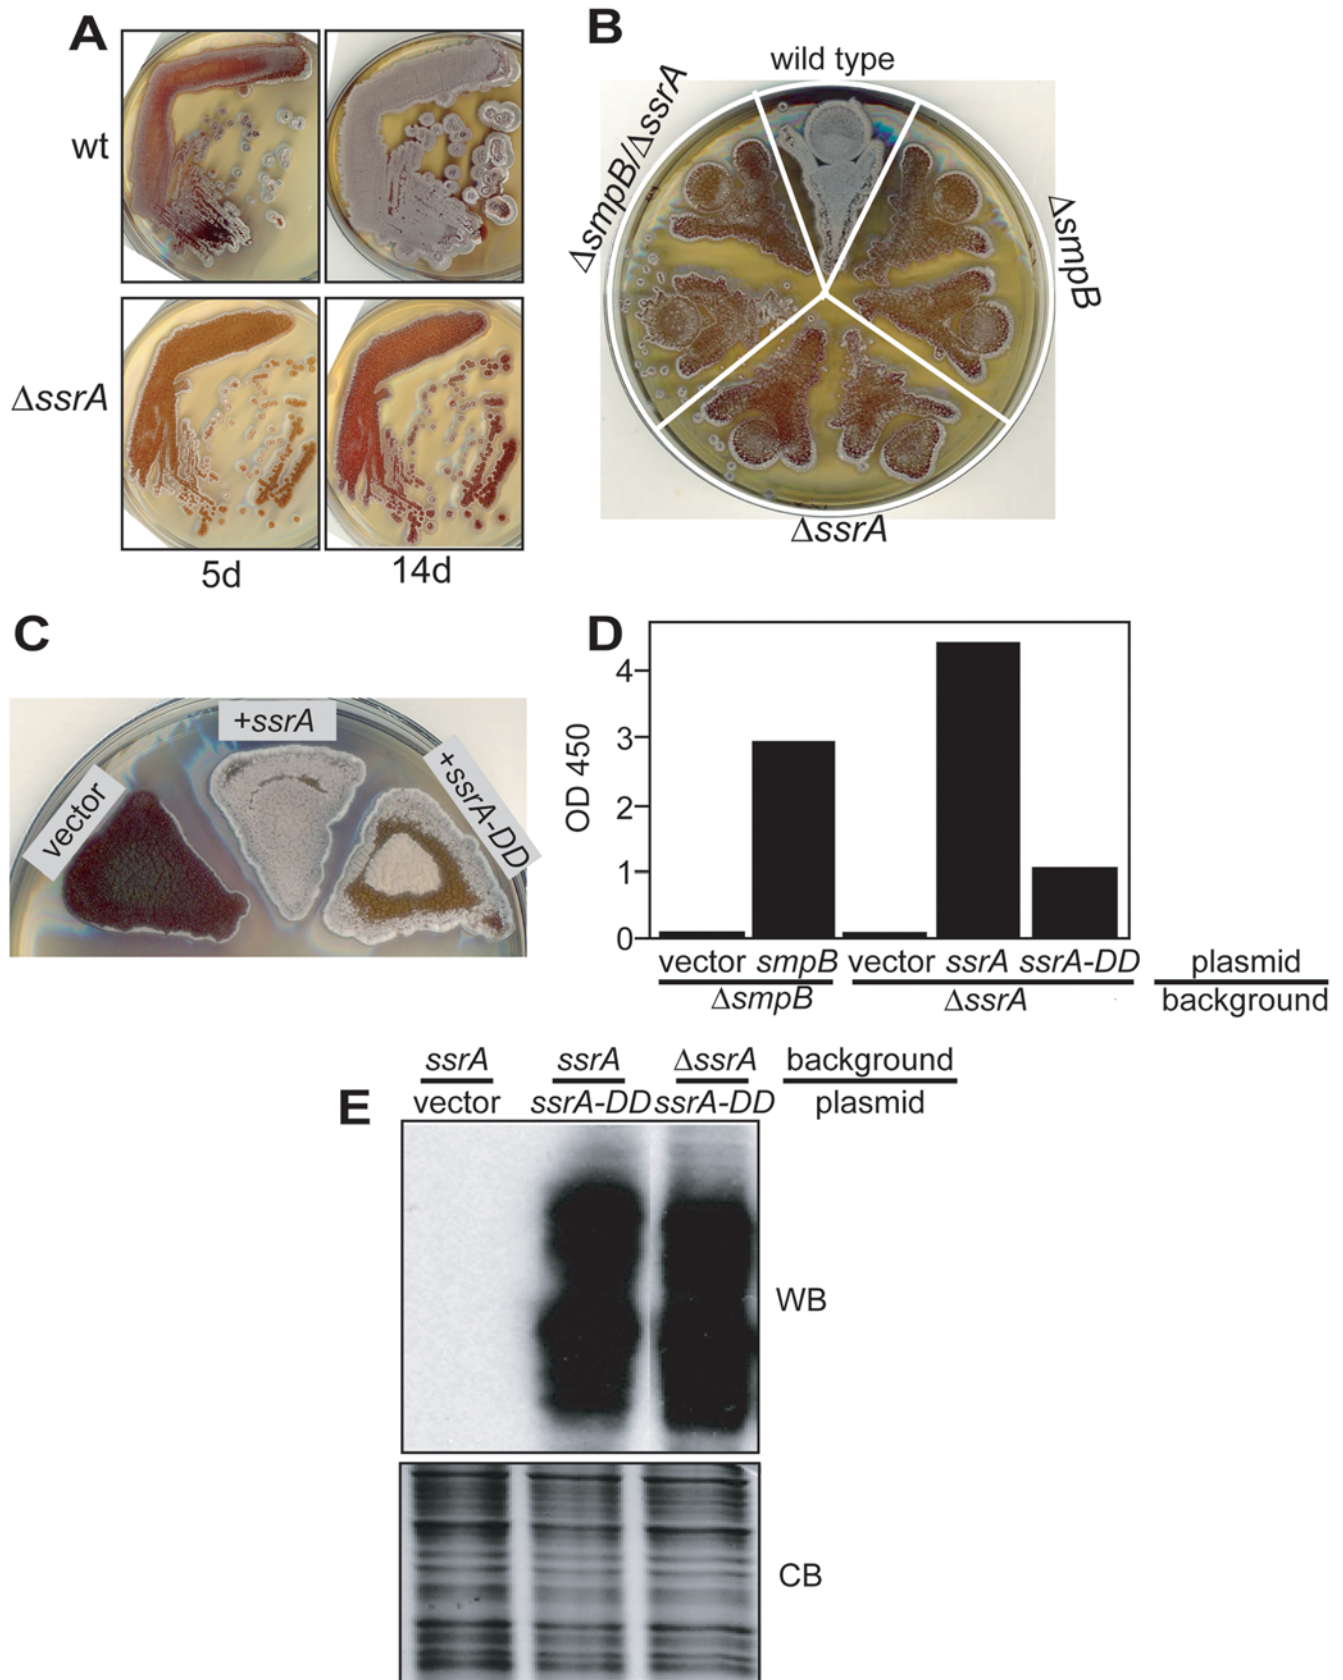 A
wt
ΔssrA
5d
14d
B
wild type
ΔsmpB/ΔssrA
ΔsmpB
ΔssrA
C
vector
+ssrA
+ssrA-DD
D
OD 450
4
3
2
1
0
vector smpB vector ssrA ssrA-DD plasmid
ΔsmpB ΔssrA background
E
ssrA ssrA ΔssrA background
vector ssrA-DD ssrA-DD plasmid
WB
CB